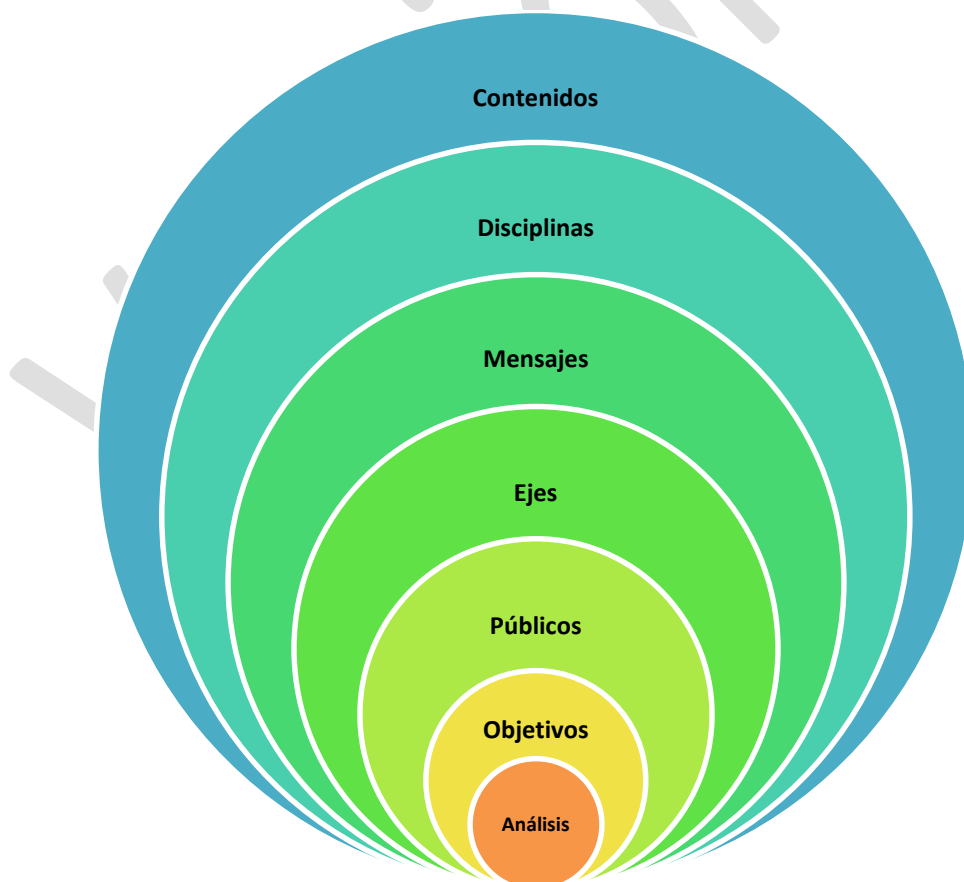 Contenidos
Disciplinas
Mensajes
Ejes
Públicos
Objetivos
Análisis